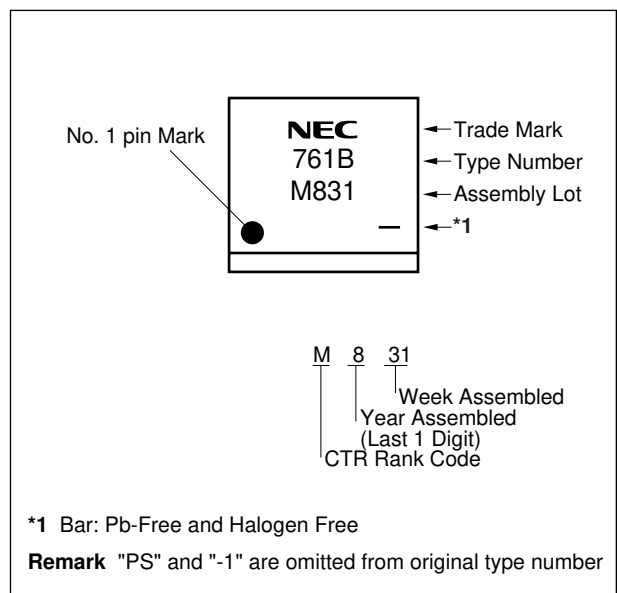 No. 1 pin Mark
NEC
761B
M831
Trade Mark
Type Number
Assembly Lot
*1
M 8 31
Week Assembled
Year Assembled
(Last 1 Digit)
CTR Rank Code
*1 Bar: Pb-Free and Halogen Free
Remark "PS" and "-1" are omitted from original type number